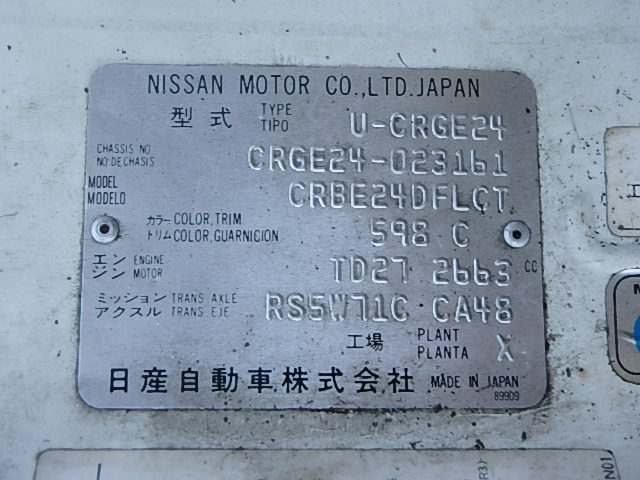 NISSAN MOTOR CO.,LTD.JAPAN
型式 TYPE TIPO U-CRGE24
CHASSIS NO
NO.DE CHASIS CRGE24-023161
MODEL
MODELO CRBE24DFLCT
カラー COLOR, TRIM
トリム COLOR, GUARNICION 598 C
エン ENGINE
ジン MOTOR TD27 2663 CC
ミッション TRANS AXLE
アクスル TRANS EJE RS5W71C CA48
工場 PLANT
PLANTA X
日産自動車株式会社 MADE IN JAPAN
89909
工
N01